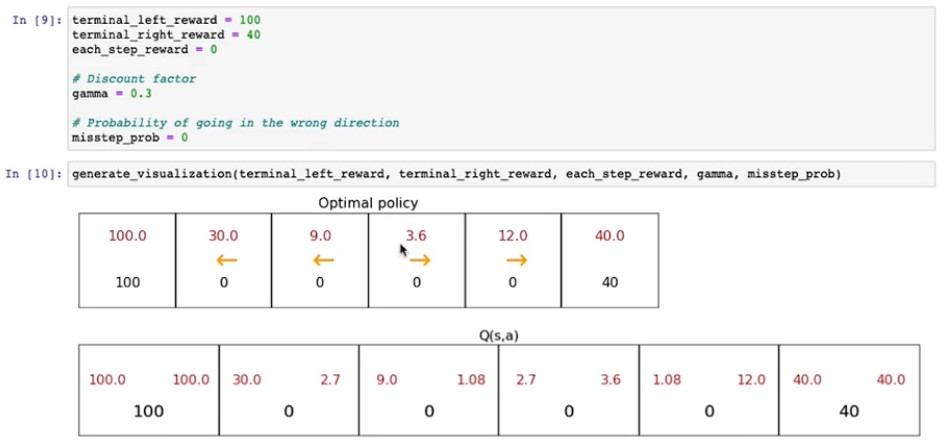 In [9]: terminal_left_reward = 100
terminal_right_reward = 40
each_step_reward = 0
# Discount factor
gamma = 0.3
# Probability of going in the wrong direction
misstep_prob = 0
In [10]: generate_visualization(terminal_left_reward, terminal_right_reward, each_step_reward, gamma, misstep_prob)
Optimal policy
100.0 30.0 9.0 3.6 12.0 40.0
← ← → →
100 0 0 0 0 40
Q(s,a)
100.0 100.0 30.0 2.7 9.0 1.08 2.7 3.6 1.08 12.0 40.0 40.0
100 0 0 0 0 40